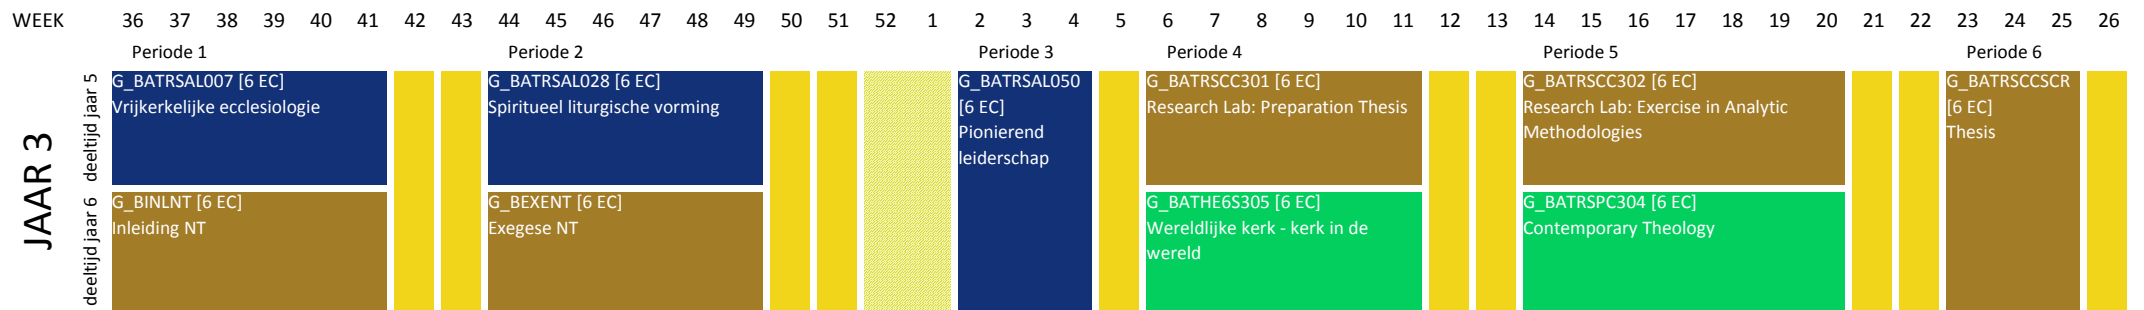 WEEK 36 37 38 39 40 41 42 43 44 45 46 47 48 49 50 51 52 1 2 3 4 5 6 7 8 9 10 11 12 13 14 15 16 17 18 19 20 21 22 23 24 25 26
Periode 1 Periode 2 Periode 3 Periode 4 Periode 5 Periode 6
JAAR 3
deeltijd jaar 5
G_BATRSAL007 [6 EC]
Vrijkerkelijke ecclesiologie
G_BATRSAL028 [6 EC]
Spiritueel liturgische vorming
G_BATRSAL050
[6 EC]
Pionierend
leiderschap
G_BATRSCC301 [6 EC]
Research Lab: Preparation Thesis
G_BATRSCC302 [6 EC]
Research Lab: Exercise in Analytic
Methodologies
G_BATRSCCSCR
[6 EC]
Thesis
deeltijd jaar 6
G_BINLNT [6 EC]
Inleiding NT
G_BEXENT [6 EC]
Exegese NT
G_BATHE6S305 [6 EC]
Wereldlijke kerk - kerk in de
wereld
G_BATRSPC304 [6 EC]
Contemporary Theology